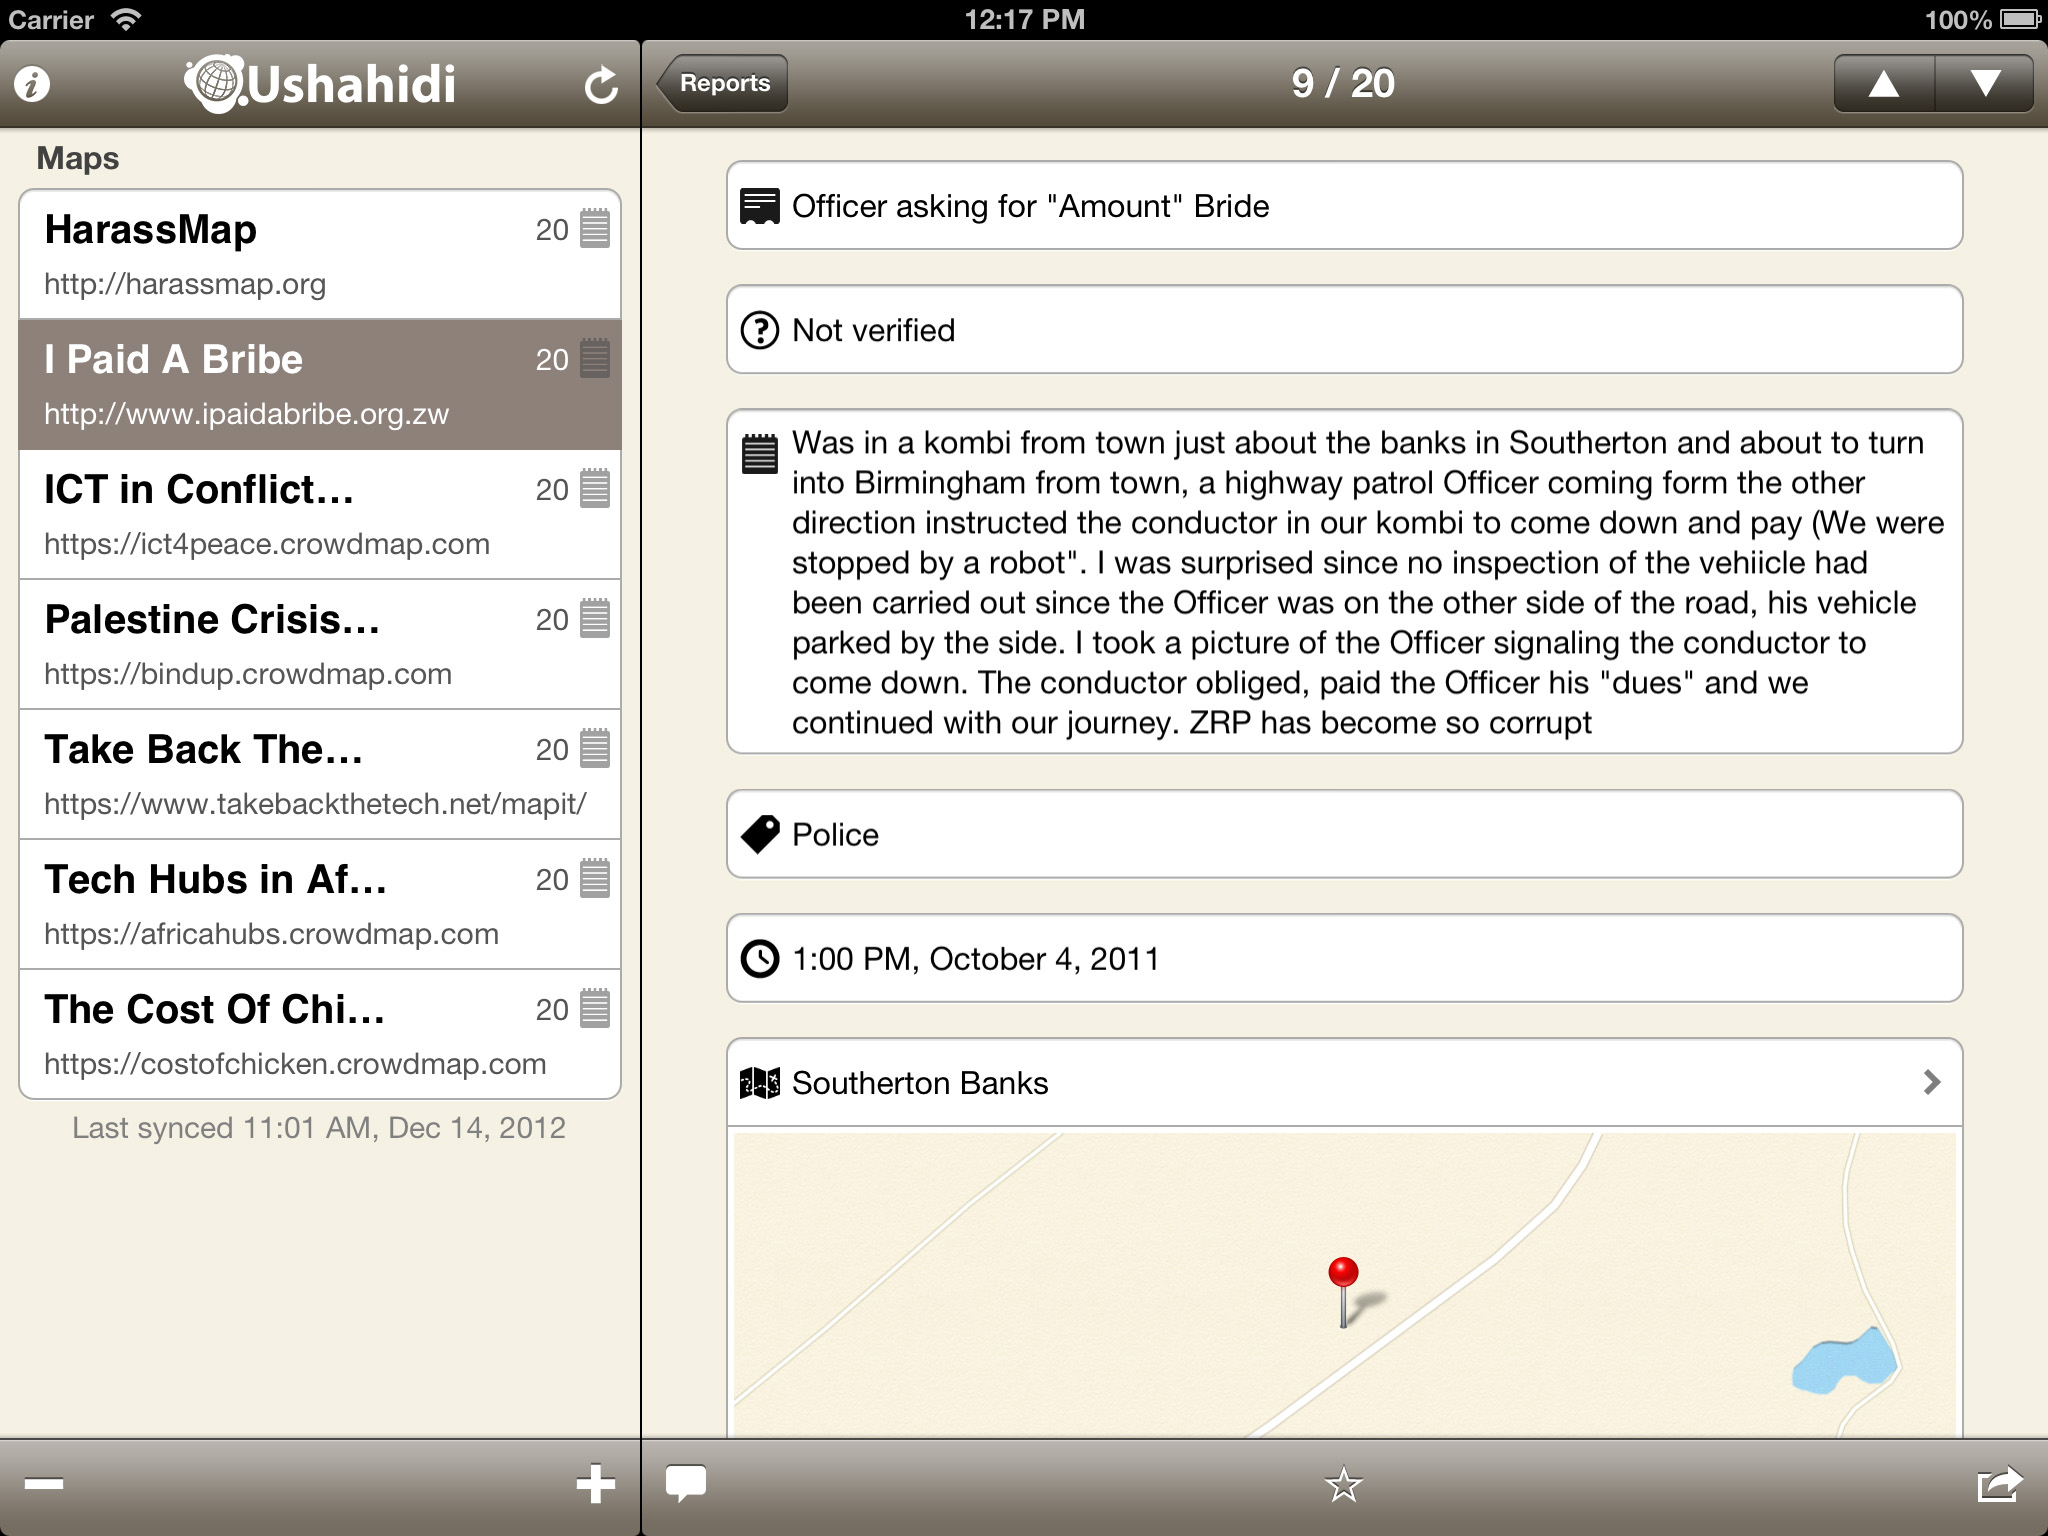 Carrier
12:17 PM
100%
Ushahidi
Reports
9 / 20
Maps
HarassMap
20
http://harassmap.org
I Paid A Bribe
20
http://www.ipaidabribe.org.zw
ICT in Conflict...
20
https://ict4peace.crowdmap.com
Palestine Crisis...
20
https://bindup.crowdmap.com
Take Back The...
20
https://www.takebackthetech.net/mapit/
Tech Hubs in Af...
20
https://africahubs.crowdmap.com
The Cost Of Chi...
20
https://costofchicken.crowdmap.com
Last synced 11:01 AM, Dec 14, 2012
Officer asking for "Amount" Bride
Not verified
Was in a kombi from town just about the banks in Southerton and about to turn
into Birmingham from town, a highway patrol Officer coming form the other
direction instructed the conductor in our kombi to come down and pay (We were
stopped by a robot". I was surprised since no inspection of the vehiicle had
been carried out since the Officer was on the other side of the road, his vehicle
parked by the side. I took a picture of the Officer signaling the conductor to
come down. The conductor obliged, paid the Officer his "dues" and we
continued with our journey. ZRP has become so corrupt
Police
1:00 PM, October 4, 2011
Southerton Banks